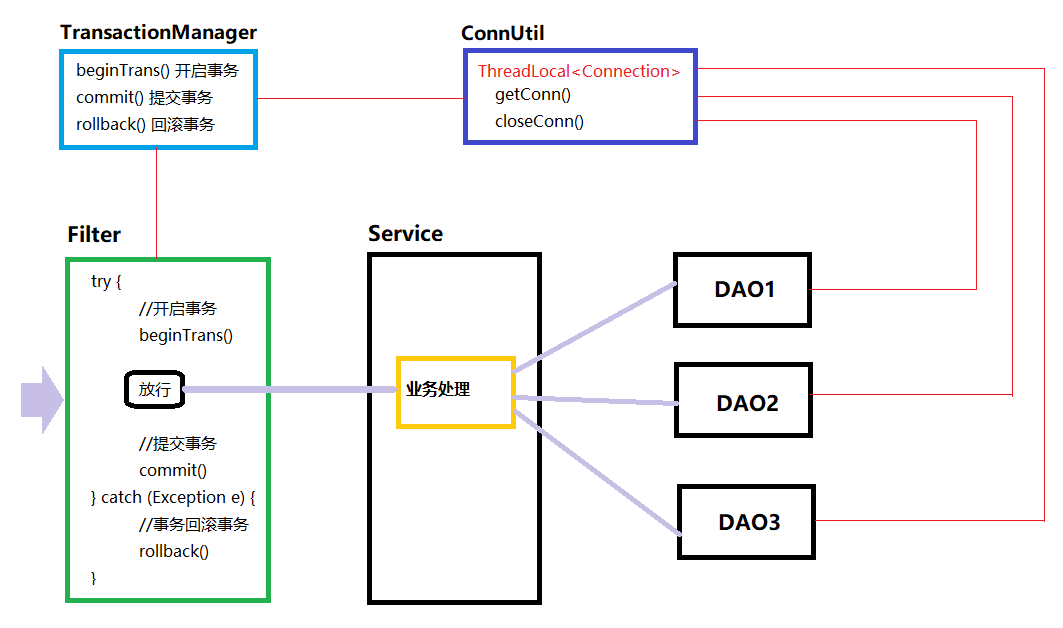 TransactionManager
beginTrans() 开启事务
commit() 提交事务
rollback() 回滚事务
ConnUtil
ThreadLocal<Connection>
getConn()
closeConn()
Filter
try {
//开启事务
beginTrans()
放行
//提交事务
commit()
} catch (Exception e) {
//事务回滚事务
rollback()
}
Service
业务处理
DAO1
DAO2
DAO3